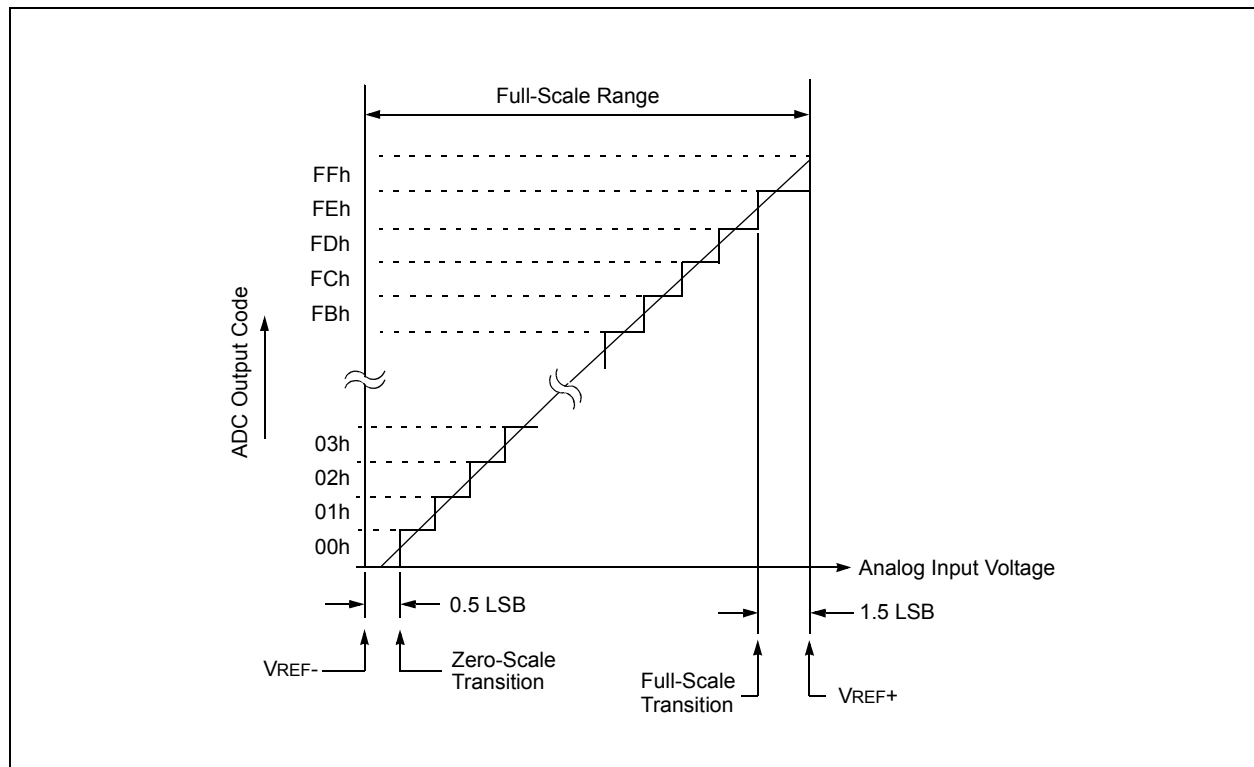 Full-Scale Range
FFh
FEh
FDh
FCh
FBh
ADC Output Code
03h
02h
01h
00h
Analog Input Voltage
0.5 LSB
1.5 LSB
VREF-
Zero-Scale
Transition
Full-Scale
Transition
VREF+